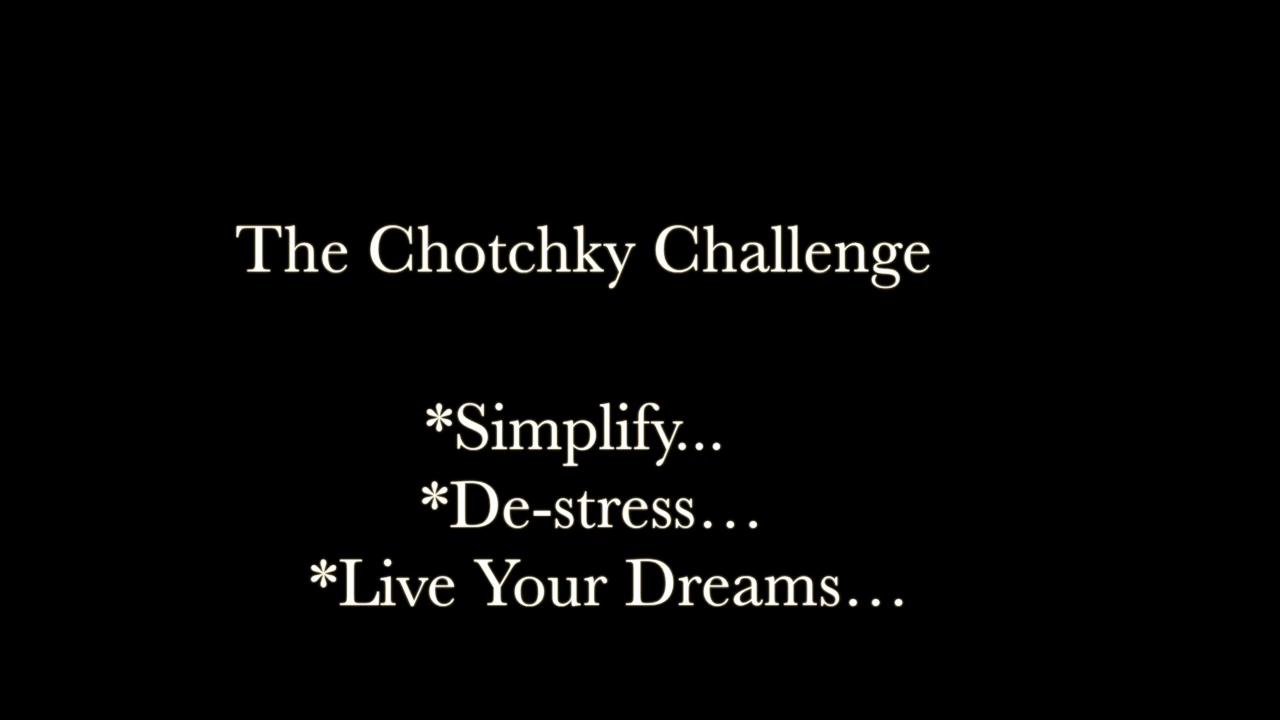 The Chotchky Challenge
*Simplify...
*De-stress…
*Live Your Dreams…